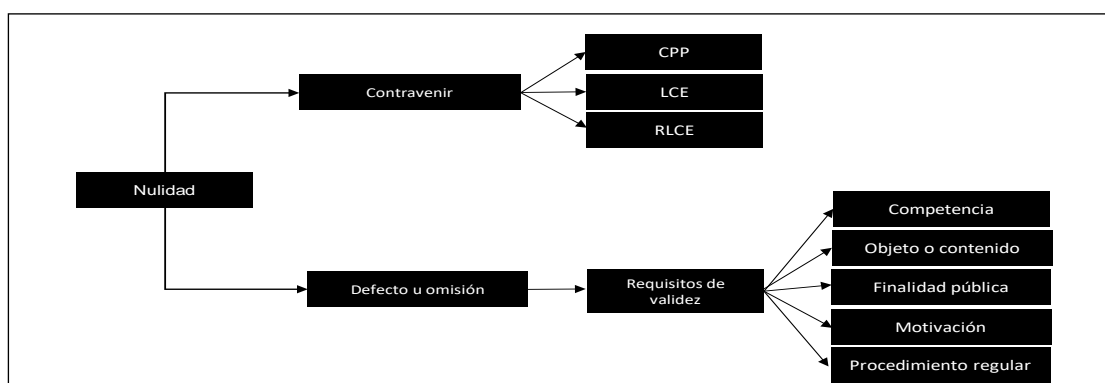 Nulidad
Contravenir
CPP
LCE
RLCE
Defecto u omisión
Requisitos de
validez
Competencia
Objeto o contenido
Finalidad pública
Motivación
Procedimiento regular